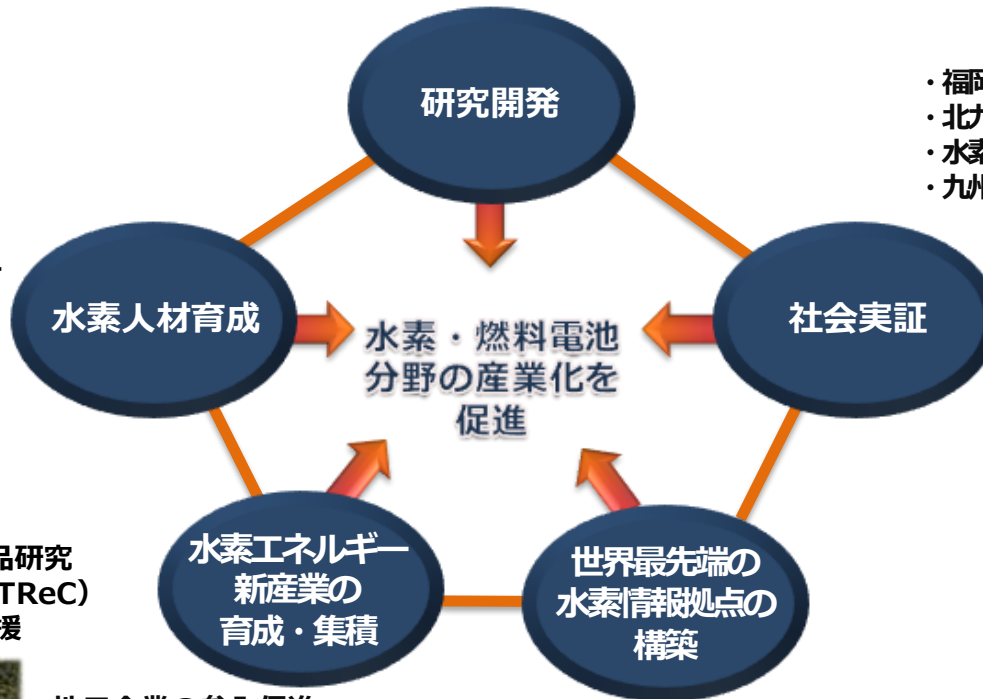 研究開発
・福岡
・北九
・水素
・九州
水素人材育成
社会実証
水素・燃料電池
分野の産業化を
促進
水素エネルギー
新産業の
育成・集積
世界最先端の
水素情報拠点の
構築
品研究
TReC）
援